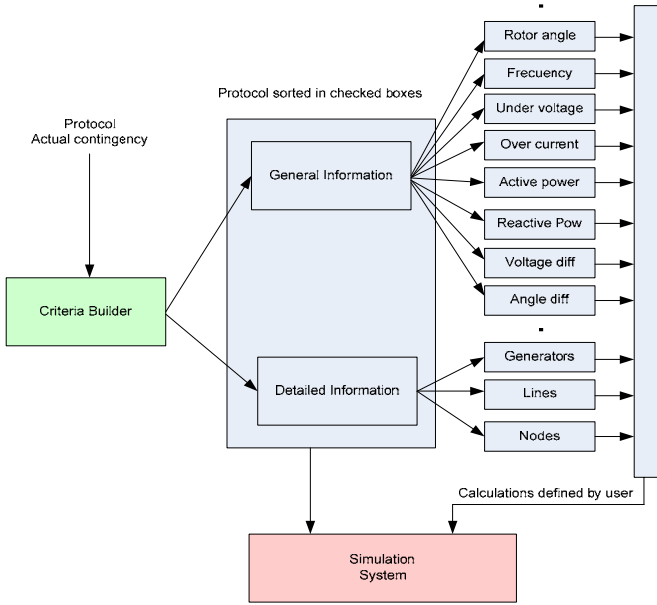 Rotor angle
Frecuency
Protocol sorted in checked boxes
Under voltage
Protocol
Actual contingency
Over current
General Information
Active power
Reactive Pow
Voltage diff
Angle diff
Criteria Builder
Generators
Detailed Information
Lines
Nodes
Calculations defined by user
Simulation
System